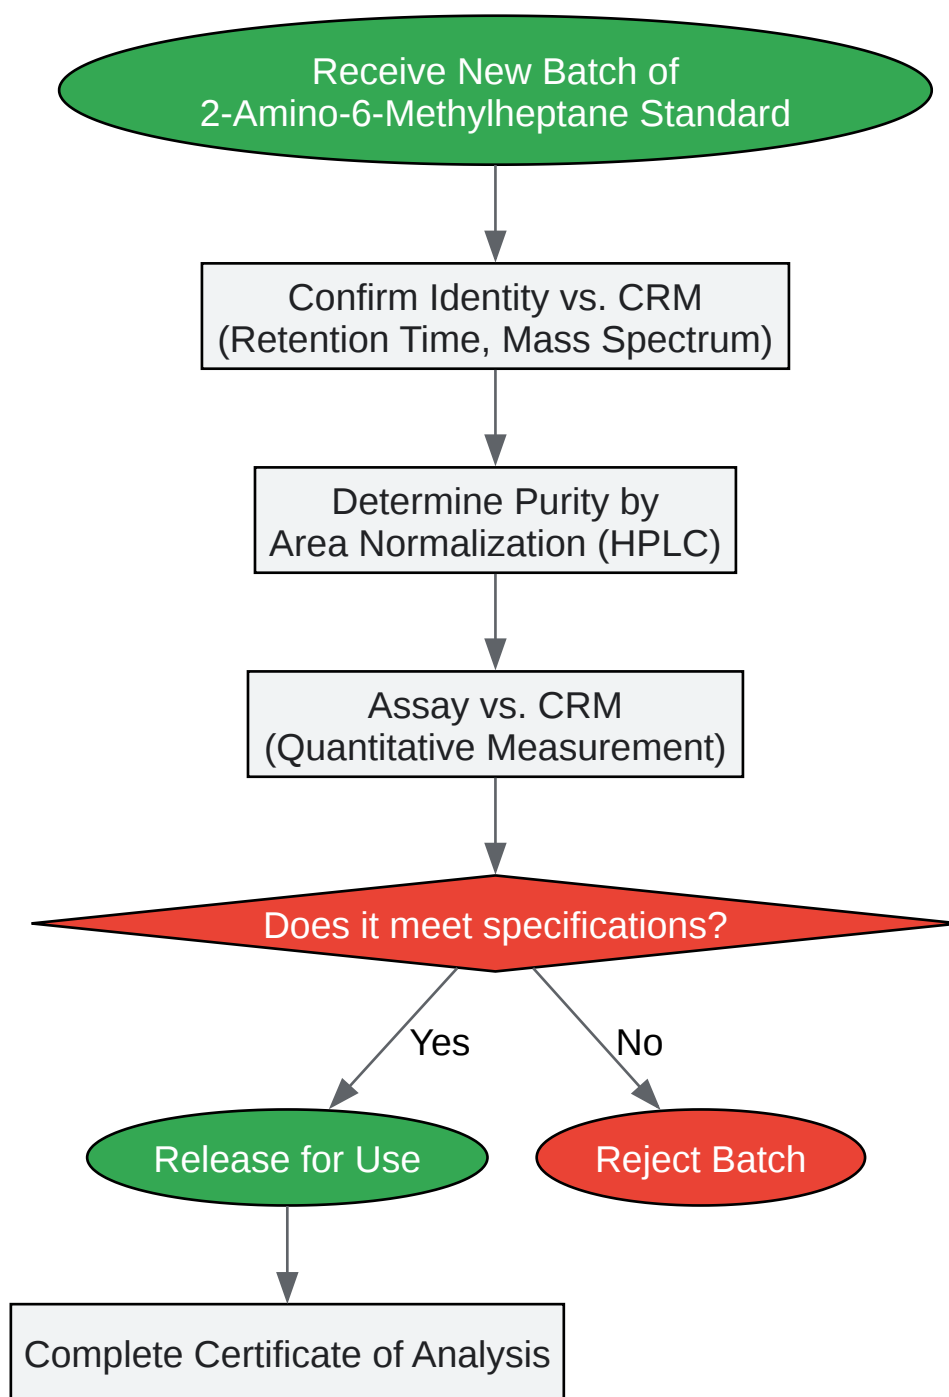 Receive New Batch of
2-Amino-6-Methylheptane Standard
Confirm Identity vs. CRM
(Retention Time, Mass Spectrum)
Determine Purity by
Area Normalization (HPLC)
Assay vs. CRM
(Quantitative Measurement)
Does it meet specifications?
Yes
No
Release for Use
Reject Batch
Complete Certificate of Analysis